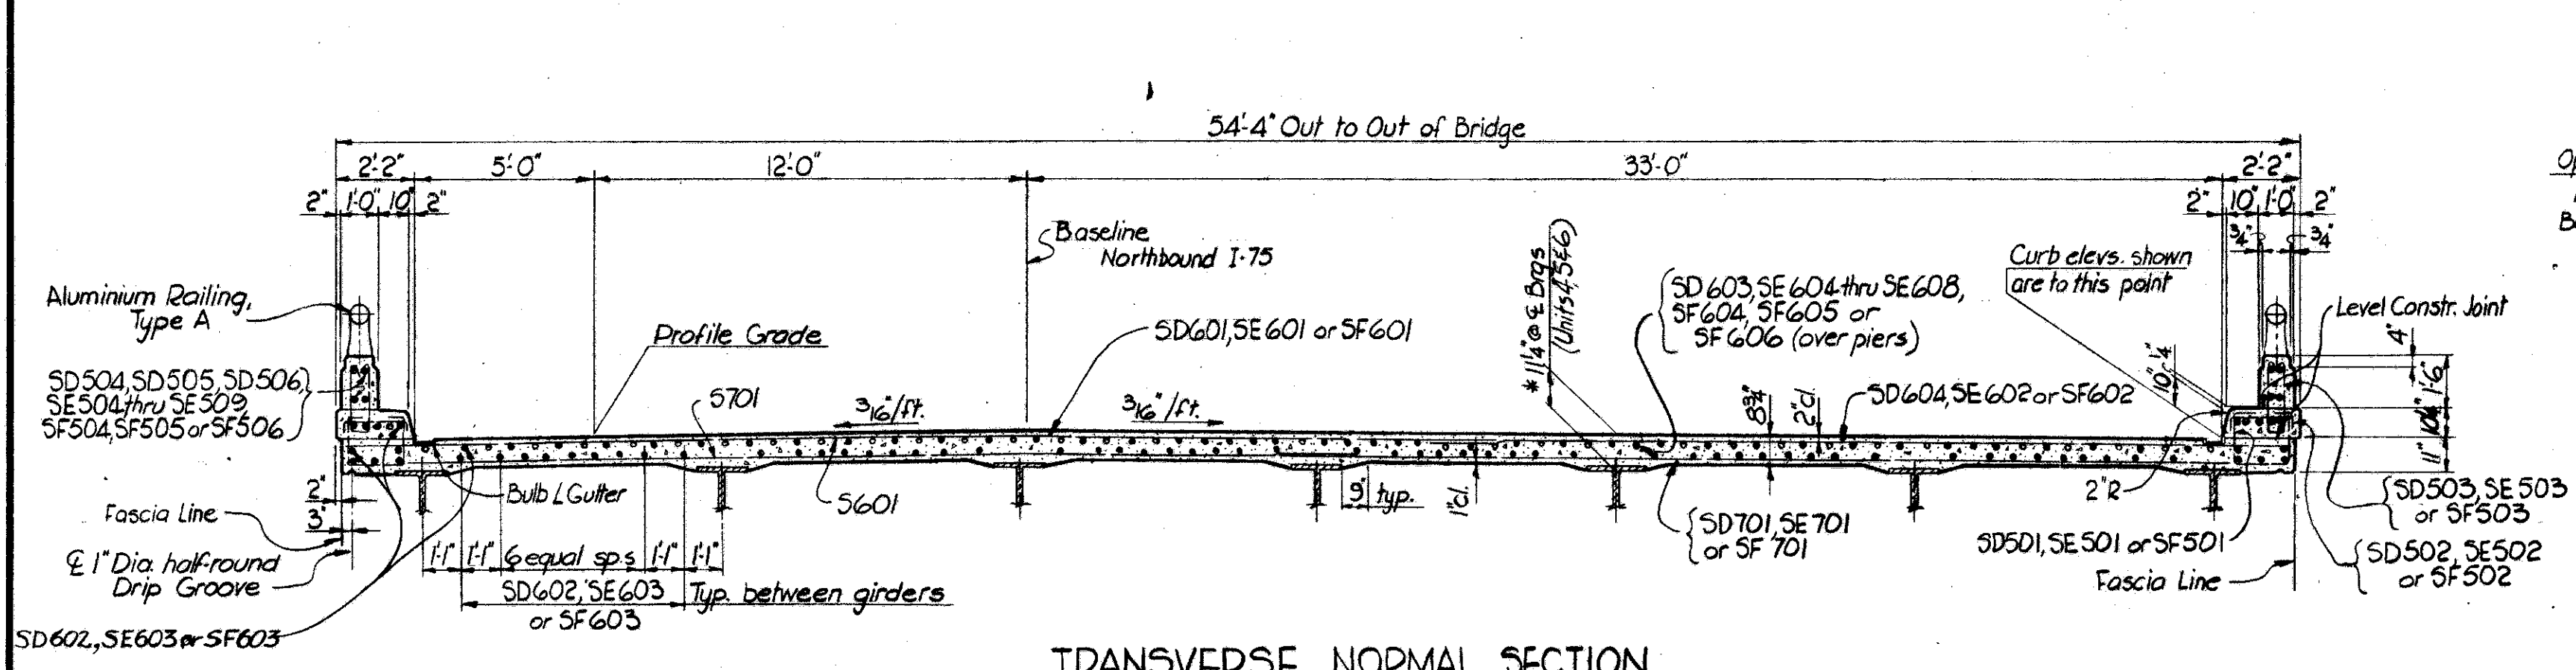 54'-4" Out to Out of Bridge
2'-2"
5'-0"
12'-0"
33'-0"
2'-2"
2" 1'-0" 10" 2"
2" 10" 1'-0" 2"
3/4" 3/4"
Baseline
Northbound I-75
Aluminium Railing,
Type A
Profile Grade
SD601, SE601 or SF601
* 11 1/4" @ ℄ Brgs
(Units 4,5&6)
SD603, SE604 thru SE608,
SF604, SF605 or
SF606 (over piers)
Curb elevs. shown
are to this point
Level Constr. Joint
4"
1'-6"
10 1/4"
10 1/4"
11"
SD504, SD505, SD506,
SE504 thru SE509,
SF504, SF505 or SF506
S701
3/16"/ft.
3/16"/ft.
8 3/4"
2"cl.
SD604, SE602 or SF602
2"
3"
Fascia Line
Bulb L Gutter
S601
1"cl.
9" typ.
2"R
SD503, SE503
or SF503
SD701, SE701
or SF701
SD501, SE501 or SF501
SD502, SE502
or SF502
Fascia Line
℄ 1" Dia. half-round
Drip Groove
1'-1" 1'-1" 6 equal sp.s 1'-1" 1'-1"
SD602, SE603
or SF603
Typ. between girders
SD602, SE603 or SF603
TRANSVERSE NORMAL SECTION